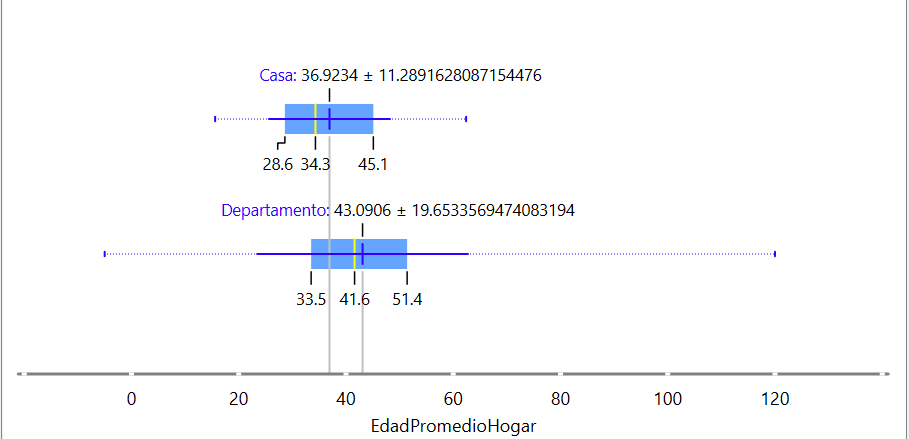 Casa: 36.9234 ± 11.2891628087154476
28.6 34.3 45.1
Departamento: 43.0906 ± 19.6533569474083194
33.5 41.6 51.4
0 20 40 60 80 100 120
EdadPromedioHogar